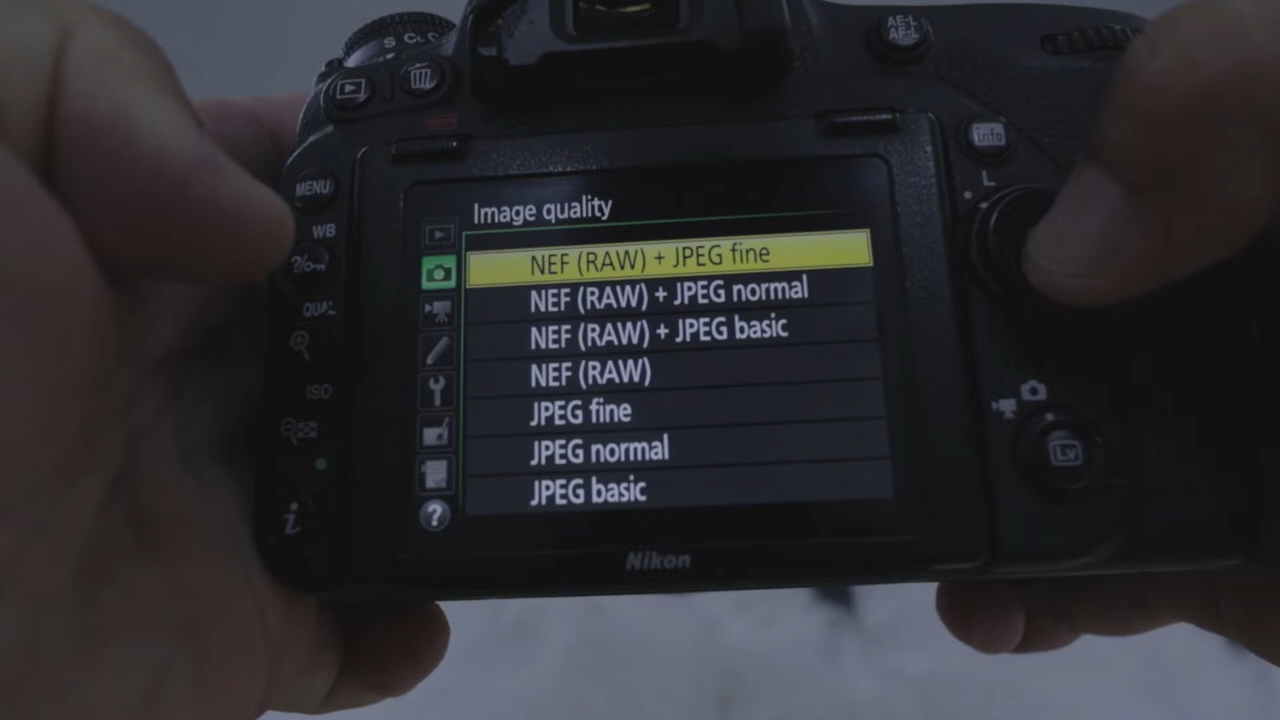 S CL
AE-L
AF-L
info
L
MENU
WB
?
QUAL
ISO
i
Image quality
NEF (RAW) + JPEG fine
NEF (RAW) + JPEG normal
NEF (RAW) + JPEG basic
NEF (RAW)
JPEG fine
JPEG normal
JPEG basic
?
Lv
Nikon